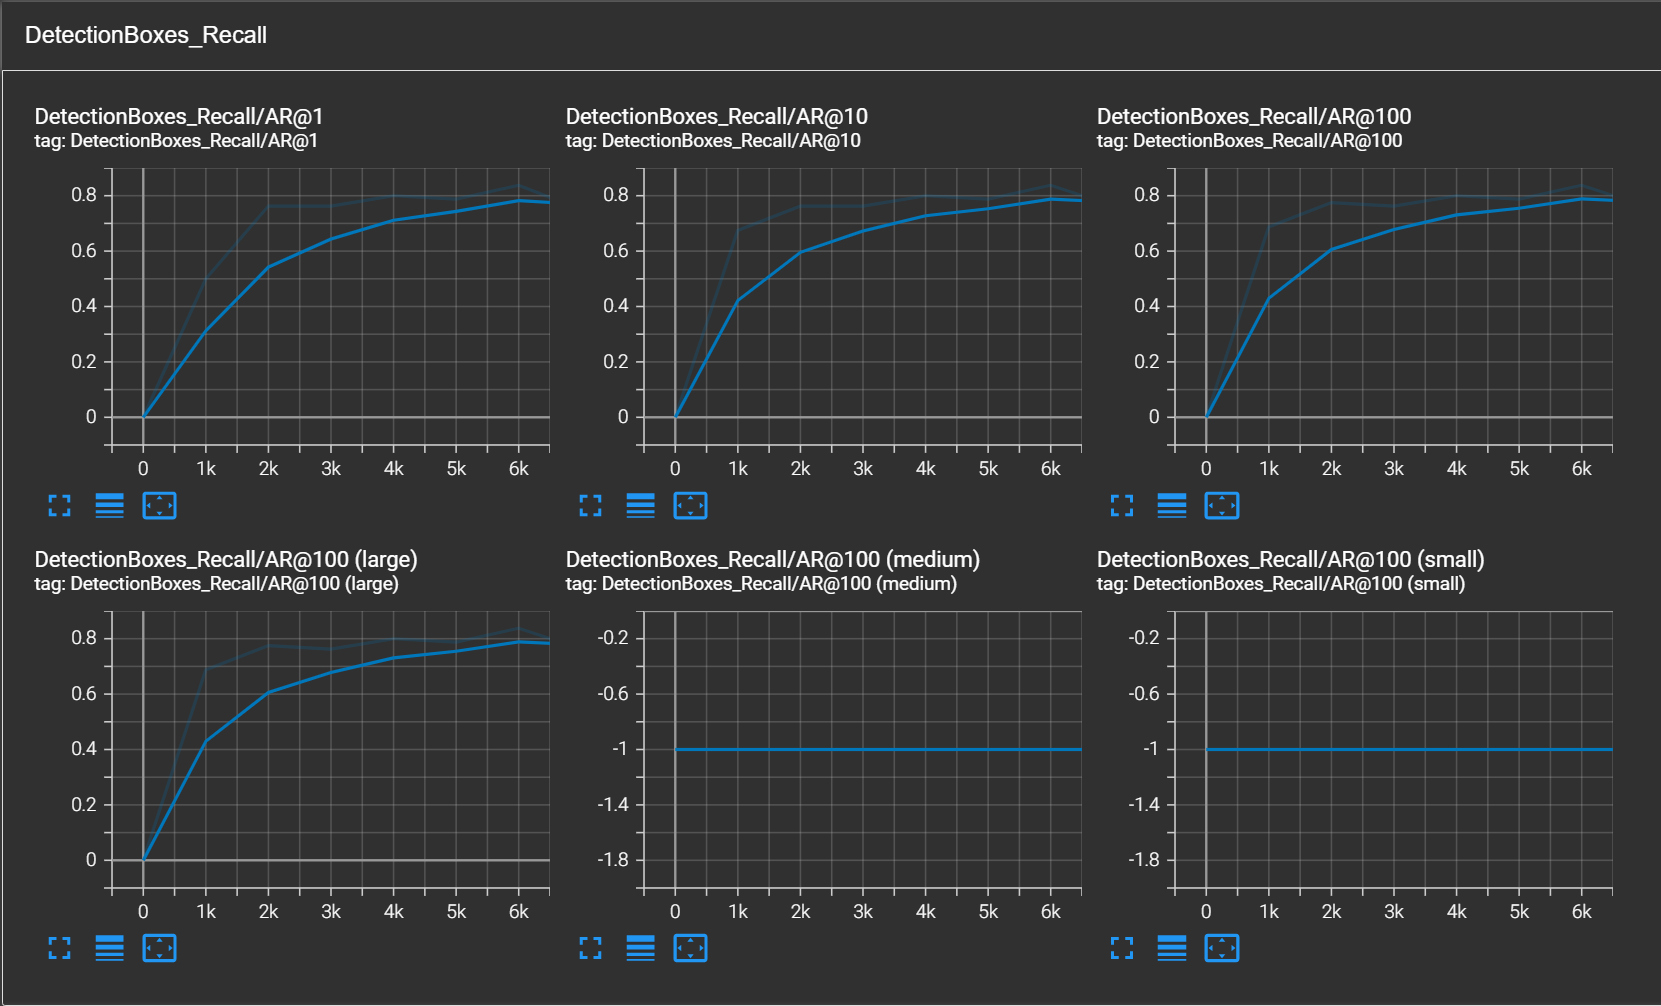 DetectionBoxes_Recall
DetectionBoxes_Recall/AR@1
tag: DetectionBoxes_Recall/AR@1
0.8
0.6
0.4
0.2
0
0 1k 2k 3k 4k 5k 6k
DetectionBoxes_Recall/AR@10
tag: DetectionBoxes_Recall/AR@10
0.8
0.6
0.4
0.2
0
0 1k 2k 3k 4k 5k 6k
DetectionBoxes_Recall/AR@100
tag: DetectionBoxes_Recall/AR@100
0.8
0.6
0.4
0.2
0
0 1k 2k 3k 4k 5k 6k
DetectionBoxes_Recall/AR@100 (large)
tag: DetectionBoxes_Recall/AR@100 (large)
0.8
0.6
0.4
0.2
0
0 1k 2k 3k 4k 5k 6k
DetectionBoxes_Recall/AR@100 (medium)
tag: DetectionBoxes_Recall/AR@100 (medium)
-0.2
-0.6
-1
-1.4
-1.8
0 1k 2k 3k 4k 5k 6k
DetectionBoxes_Recall/AR@100 (small)
tag: DetectionBoxes_Recall/AR@100 (small)
-0.2
-0.6
-1
-1.4
-1.8
0 1k 2k 3k 4k 5k 6k